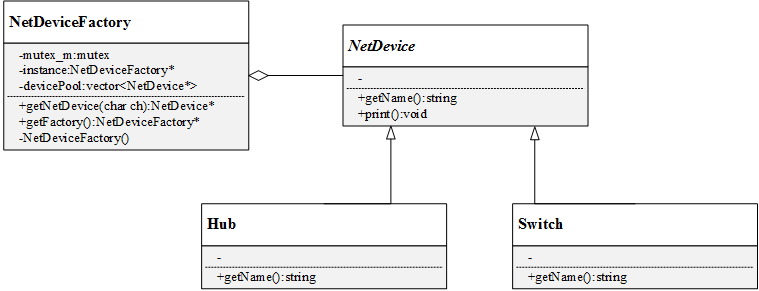 NetDeviceFactory
-mutex_m:mutex
-instance:NetDeviceFactory*
-devicePool:vector<NetDevice*>
+getNetDevice(char ch):NetDevice*
+getFactory():NetDeviceFactory*
-NetDeviceFactory()
NetDevice
-
+getName():string
+print():void
Hub
-
+getName():string
Switch
-
+getName():string